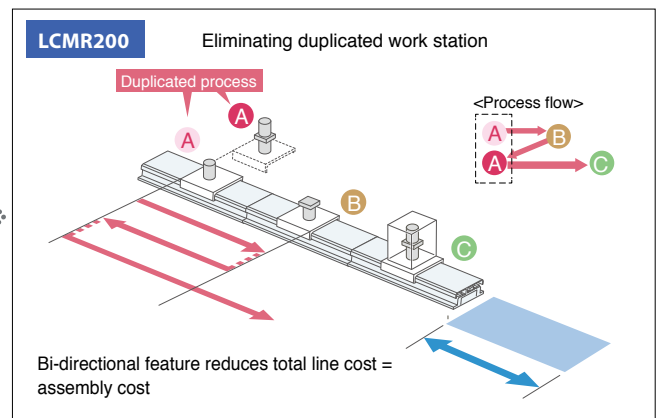 LCMR200
Eliminating duplicated work station
Duplicated process
A
A
B
C
<Process flow>
A
B
A
C
Bi-directional feature reduces total line cost =
assembly cost